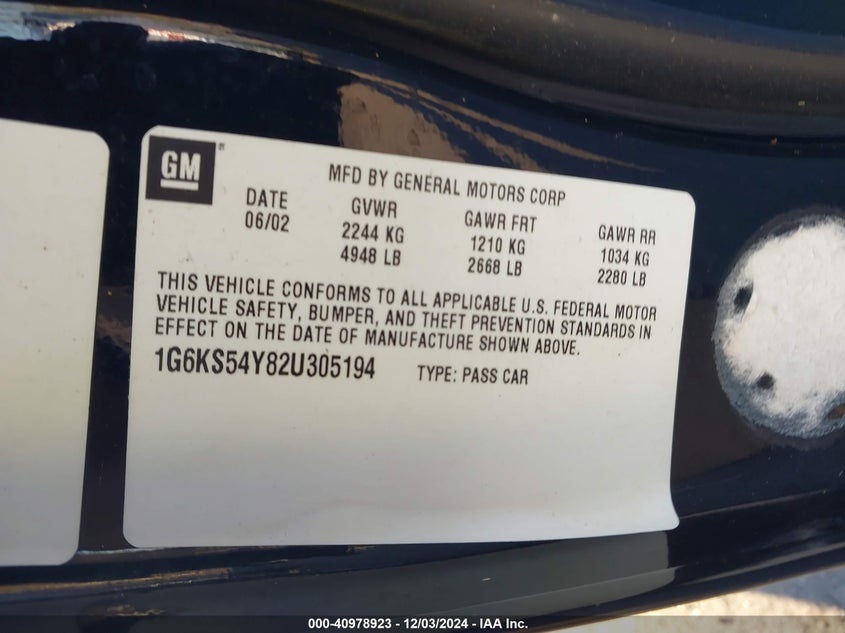 GM
MFD BY GENERAL MOTORS CORP
DATE GVWR GAWR FRT GAWR RR
06/02 2244 KG 1210 KG 1034 KG
4948 LB 2668 LB 2280 LB
THIS VEHICLE CONFORMS TO ALL APPLICABLE U.S. FEDERAL MOTOR
VEHICLE SAFETY, BUMPER, AND THEFT PREVENTION STANDARDS IN
EFFECT ON THE DATE OF MANUFACTURE SHOWN ABOVE.
1G6KS54Y82U305194 TYPE: PASS CAR
000-40978923 - 12/03/2024 - IAA Inc.